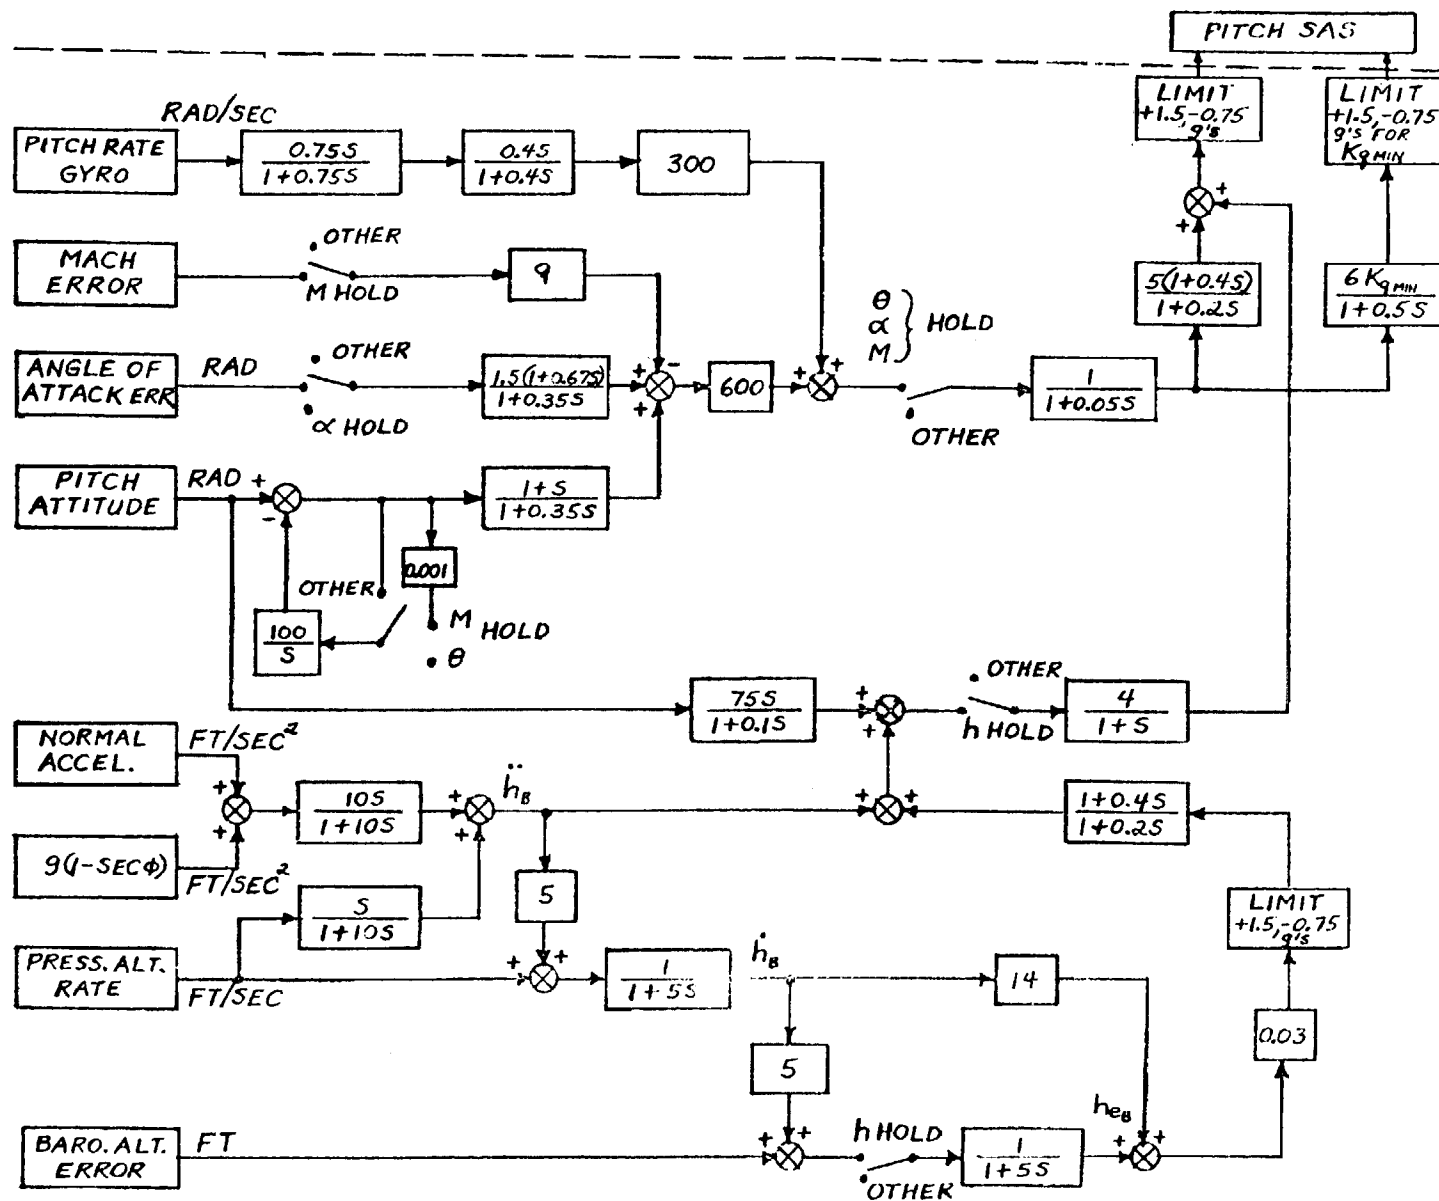 PITCH SAS
LIMIT
+1.5,-0.75
g's
LIMIT
+1.5,-0.75
g's FOR
KqMIN
RAD/SEC
PITCH RATE
GYRO
0.75S
1+0.75S
0.4S
1+0.4S
300
+
+
MACH
ERROR
OTHER
M HOLD
9
-
5(1+0.4S)
1+0.2S
6KqMIN
1+0.5S
θ
α
M
} HOLD
ANGLE OF
ATTACK ERR
RAD
OTHER
α HOLD
1.5(1+0.67S)
1+0.35S
+
+
600
+
+
OTHER
1
1+0.05S
PITCH
ATTITUDE
RAD
+
-
1+S
1+0.35S
0.001
OTHER
100
S
M
HOLD
θ
75S
1+0.1S
+
+
OTHER
h HOLD
4
1+S
NORMAL
ACCEL.
FT/SEC²
+
+
10S
1+10S
+
+
ḧB
+
+
1+0.4S
1+0.2S
g(1-SECΦ)
FT/SEC²
S
1+10S
5
LIMIT
+1.5,-0.75
g's
PRESS. ALT.
RATE
FT/SEC
+
+
1
1+5S
ḣB
14
0.03
5
BARO. ALT.
ERROR
FT
+
+
h HOLD
OTHER
1
1+5S
heB
+
+